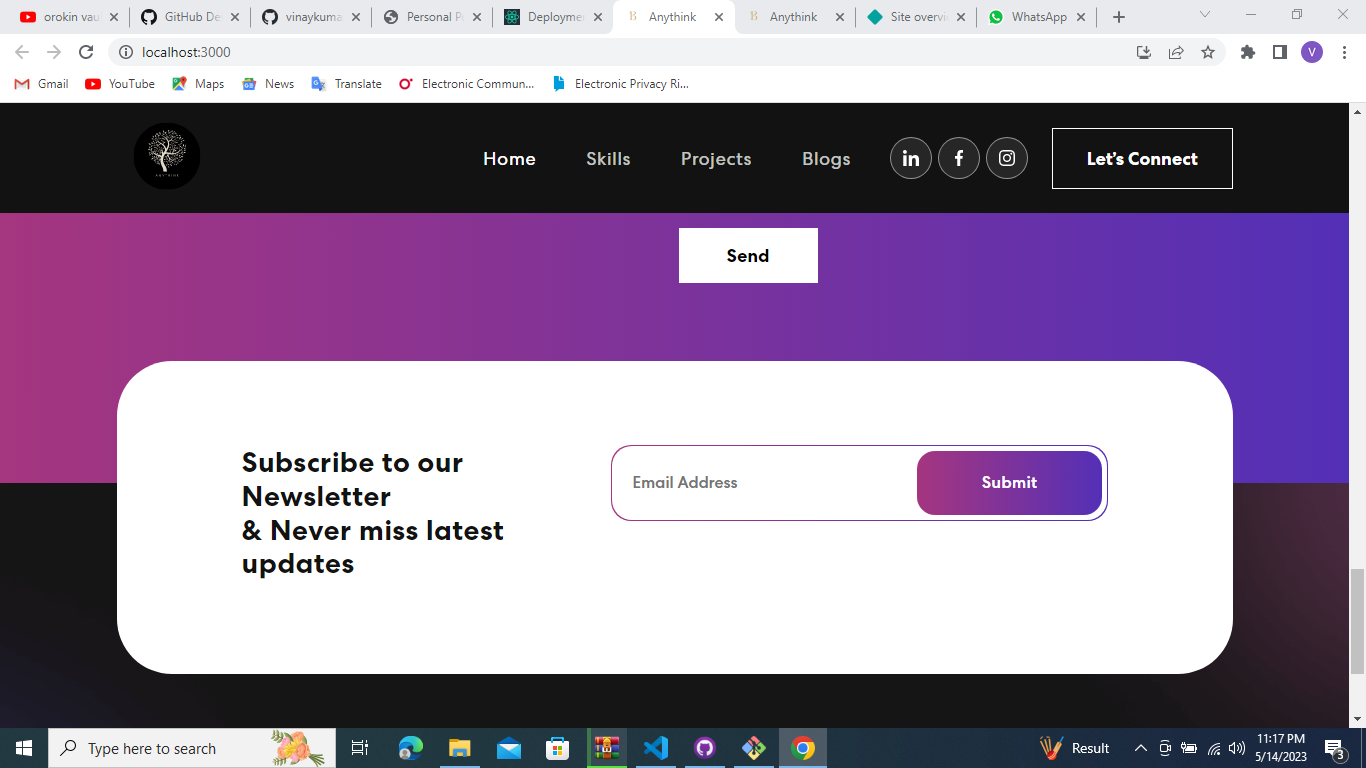 orokin vau
GitHub De
vinaykuma
Personal P
Deployme
Anythink
Anythink
Site overvi
WhatsApp
localhost:3000
V
Gmail
YouTube
Maps
News
Translate
Electronic Commun...
Electronic Privacy Ri...
ANYTHINK
Home
Skills
Projects
Blogs
in
f
Let's Connect
Send
Subscribe to our
Newsletter
& Never miss latest
updates
Email Address
Submit
Type here to search
Result
11:17 PM
5/14/2023
3